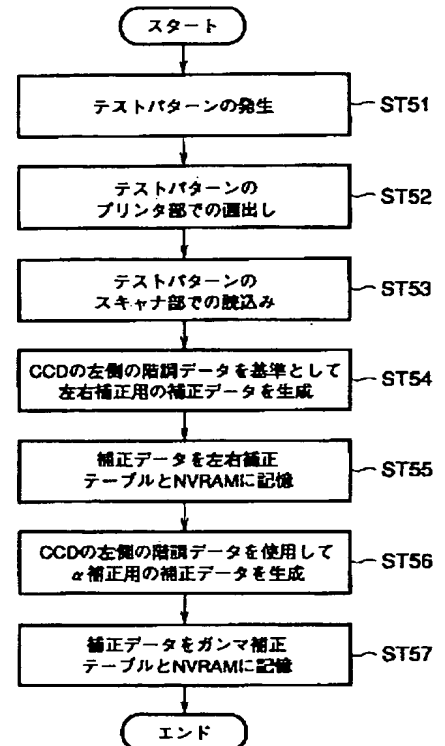 スタート
テストパターンの発生
ST51
テストパターンの
プリンタ部での画出し
ST52
テストパターンの
スキャナ部での読込み
ST53
CCDの左側の階調データを基準として
左右補正用の補正データを生成
ST54
補正データを左右補正
テーブルとNVRAMに記憶
ST55
CCDの左側の階調データを使用して
α補正用の補正データを生成
ST56
補正データをガンマ補正
テーブルとNVRAMに記憶
ST57
エンド